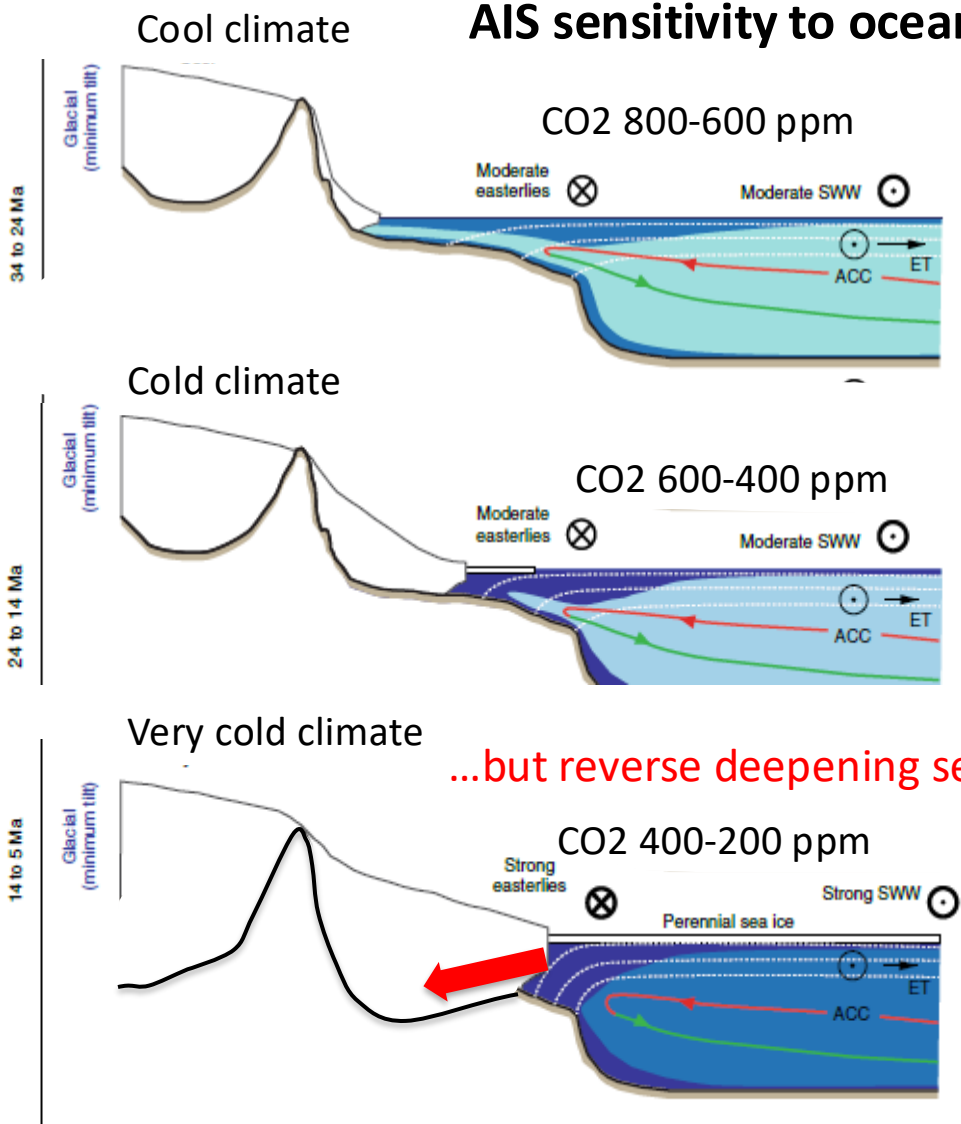 Cool climate
AIS sensitivity to ocean
Glacial
(minimum tilt)
34 to 24 Ma
CO2 800-600 ppm
Moderate
easterlies
Moderate SWW
ACC
ET
Cold climate
Glacial
(minimum tilt)
24 to 14 Ma
CO2 600-400 ppm
Moderate
easterlies
Moderate SWW
ACC
ET
Very cold climate
...but reverse deepening
Glacial
(minimum tilt)
14 to 5 Ma
CO2 400-200 ppm
Strong
easterlies
Strong SWW
Perennial sea ice
ACC
ET